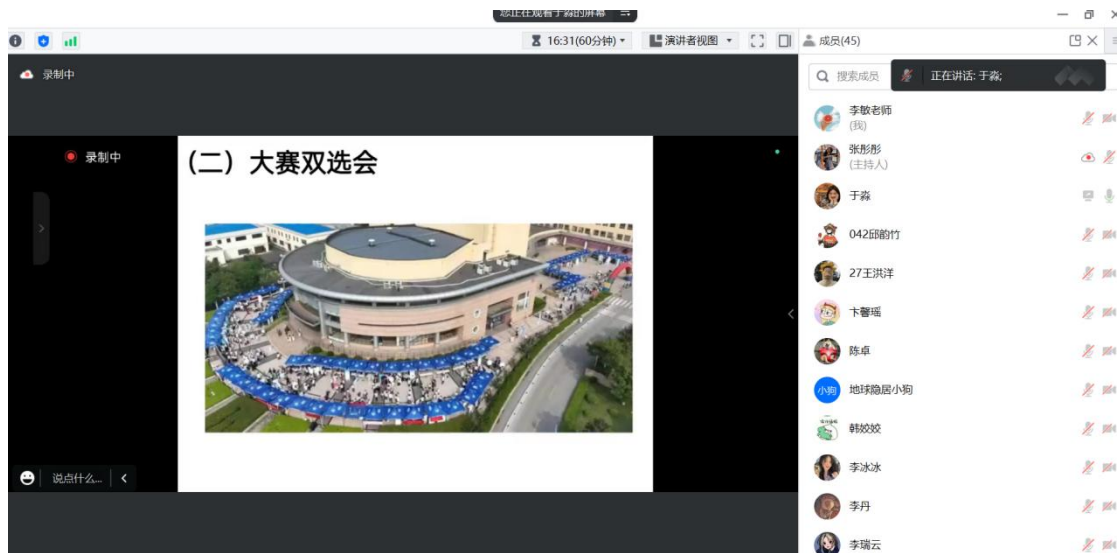 您正在观看于淼的屏幕
16:31(60分钟)
演讲者视图
成员(45)
录制中
搜索成员
正在讲话: 于淼;
录制中
(二)大赛双选会
李敏老师
(我)
张彤彤
(主持人)
于淼
042邱韵竹
27王洪洋
卞馨瑶
陈卓
小狗
地球隐居小狗
韩姣姣
李冰冰
李丹
李瑞云
说点什么...